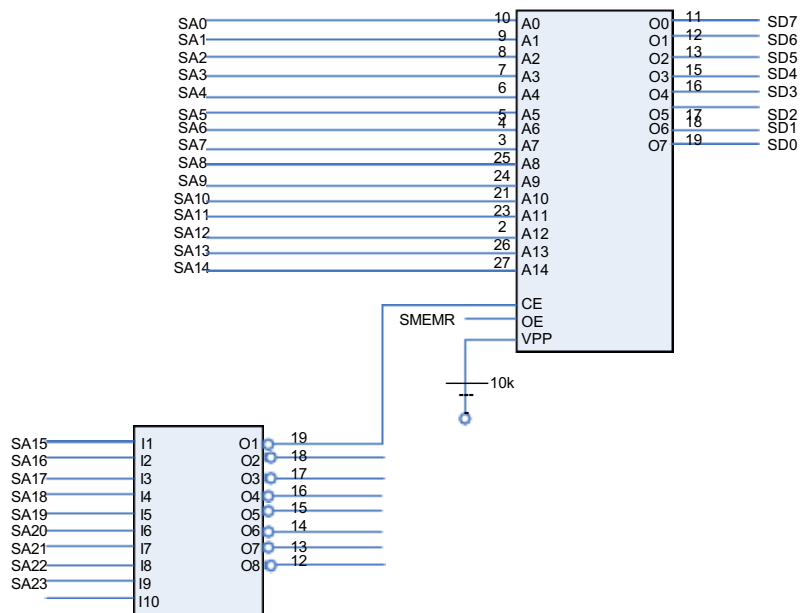 SA0 10 A0 O0 11 SD7
SA1 9 A1 O1 12 SD6
SA2 8 A2 O2 13 SD5
SA3 7 A3 O3 15 SD4
SA4 6 A4 O4 16 SD3
SA5 5 A5 O5 17 SD2
SA6 4 A6 O6 18 SD1
SA7 3 A7 O7 19 SD0
SA8 25 A8
SA9 24 A9
SA10 21 A10
SA11 23 A11
SA12 2 A12
SA13 26 A13
SA14 27 A14
CE
SMEMR OE
VPP
10k
SA15 I1 O1 19
SA16 I2 O2 18
SA17 I3 O3 17
SA18 I4 O4 16
SA19 I5 O5 15
SA20 I6 O6 14
SA21 I7 O7 13
SA22 I8 O8 12
SA23 I9
I10